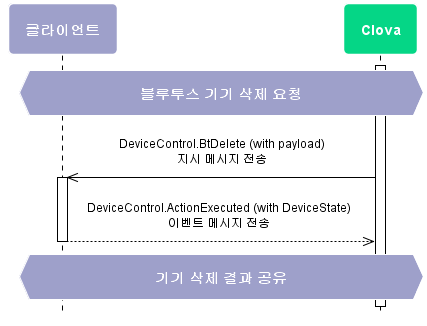 클라이언트
Clova
블루투스 기기 삭제 요청
DeviceControl.BtDelete (with payload)
지시 메시지 전송
DeviceControl.ActionExecuted (with DeviceState)
이벤트 메시지 전송
기기 삭제 결과 공유